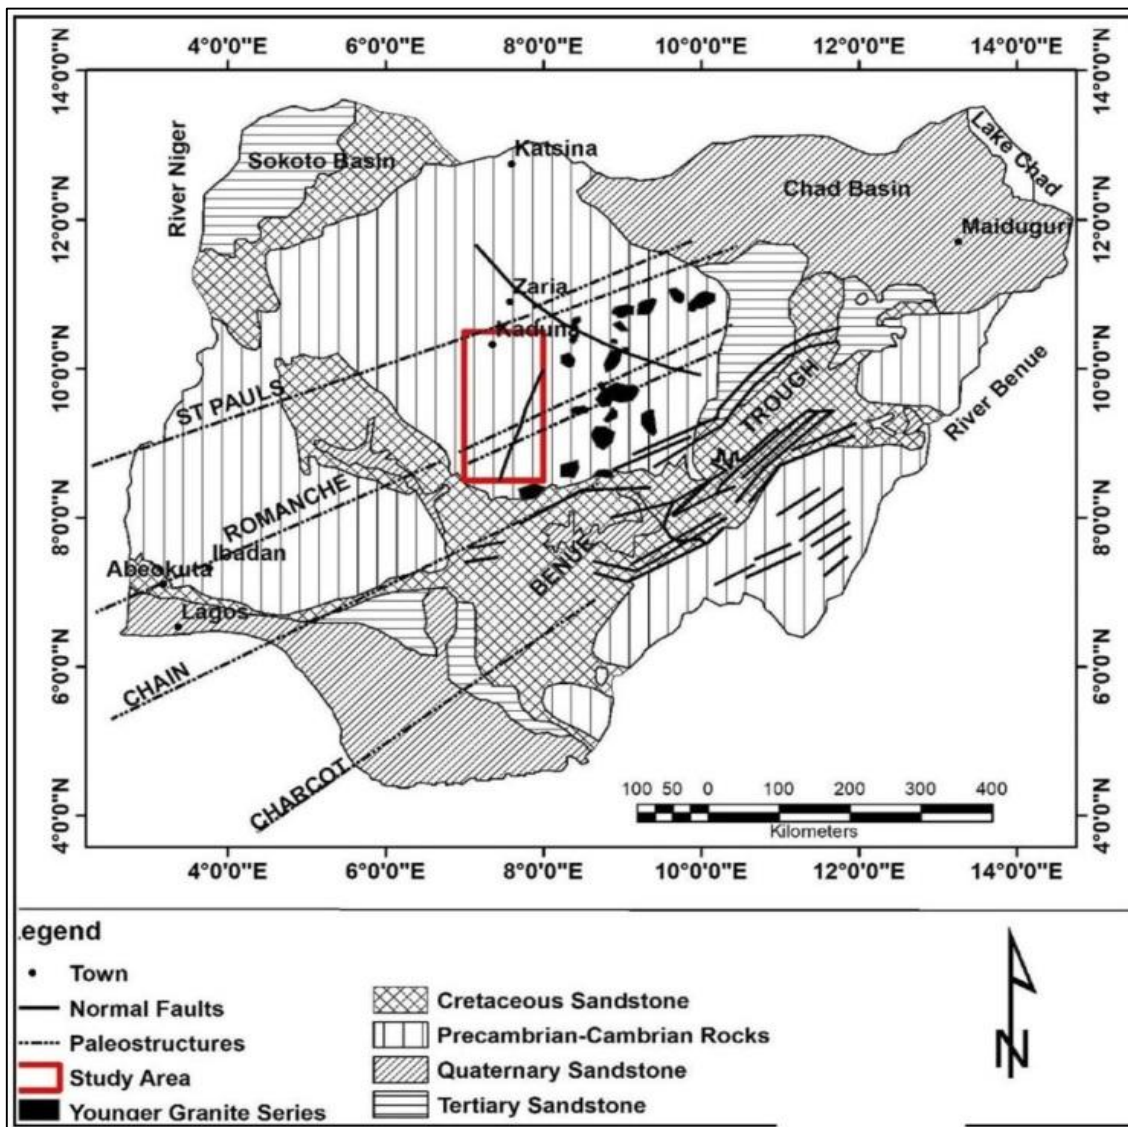 4°0'0"E 6°0'0"E 8°0'0"E 10°0'0"E 12°0'0"E 14°0'0"E
14°0'0"N
14°0'0"N
River Niger
Katsina
Sokoto Basin
Lake Chad
Chad Basin
12°0'0"N
Maiduguri
12°0'0"N
Zaria
Kaduna
10°0'0"N
10°0'0"N
ST PAULS
TROUGH
River Benue
ROMANCHE
8°0'0"N
8°0'0"N
Ibadan
Abeokuta
BENUE
Lagos
6°0'0"N
6°0'0"N
CHAIN
CHARCOT
100 50 0 100 200 300 400
Kilometers
4°0'0"N
4°0'0"N
4°0'0"E 6°0'0"E 8°0'0"E 10°0'0"E 12°0'0"E 14°0'0"E
egend
Town
Normal Faults
Paleostructures
Study Area
Younger Granite Series
Cretaceous Sandstone
Precambrian-Cambrian Rocks
Quaternary Sandstone
Tertiary Sandstone
N